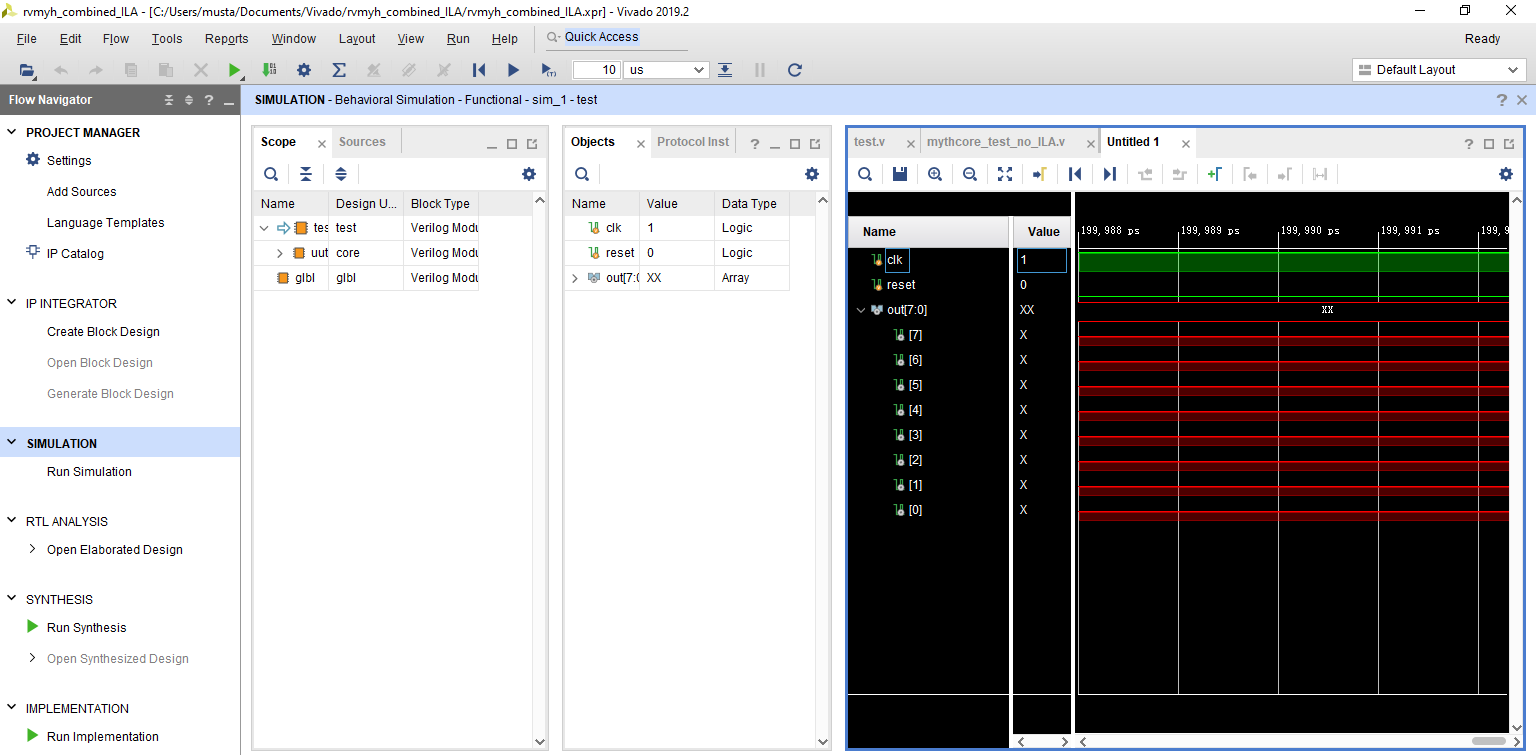 rvmyh_combined_ILA - [C:/Users/musta/Documents/Vivado/rvmyh_combined_ILA/rvmyh_combined_ILA.xpr] - Vivado 2019.2
File Edit Flow Tools Reports Window Layout View Run Help Quick Access Ready
10 us Default Layout
Flow Navigator
PROJECT MANAGER
Settings
Add Sources
Language Templates
IP Catalog
IP INTEGRATOR
Create Block Design
Open Block Design
Generate Block Design
SIMULATION
Run Simulation
RTL ANALYSIS
Open Elaborated Design
SYNTHESIS
Run Synthesis
Open Synthesized Design
IMPLEMENTATION
Run Implementation
SIMULATION - Behavioral Simulation - Functional - sim_1 - test
Scope Sources
Name Design U... Block Type
tes test Verilog Modu
uut core Verilog Modu
glbl glbl Verilog Modu
Objects Protocol Inst
Name Value Data Type
clk 1 Logic
reset 0 Logic
out[7:0 XX Array
test.v mythcore_test_no_ILA.v Untitled 1
Name Value 199,988 ps 199,989 ps 199,990 ps 199,991 ps 199,9
clk 1
reset 0
out[7:0] XX XX
[7] X
[6] X
[5] X
[4] X
[3] X
[2] X
[1] X
[0] X